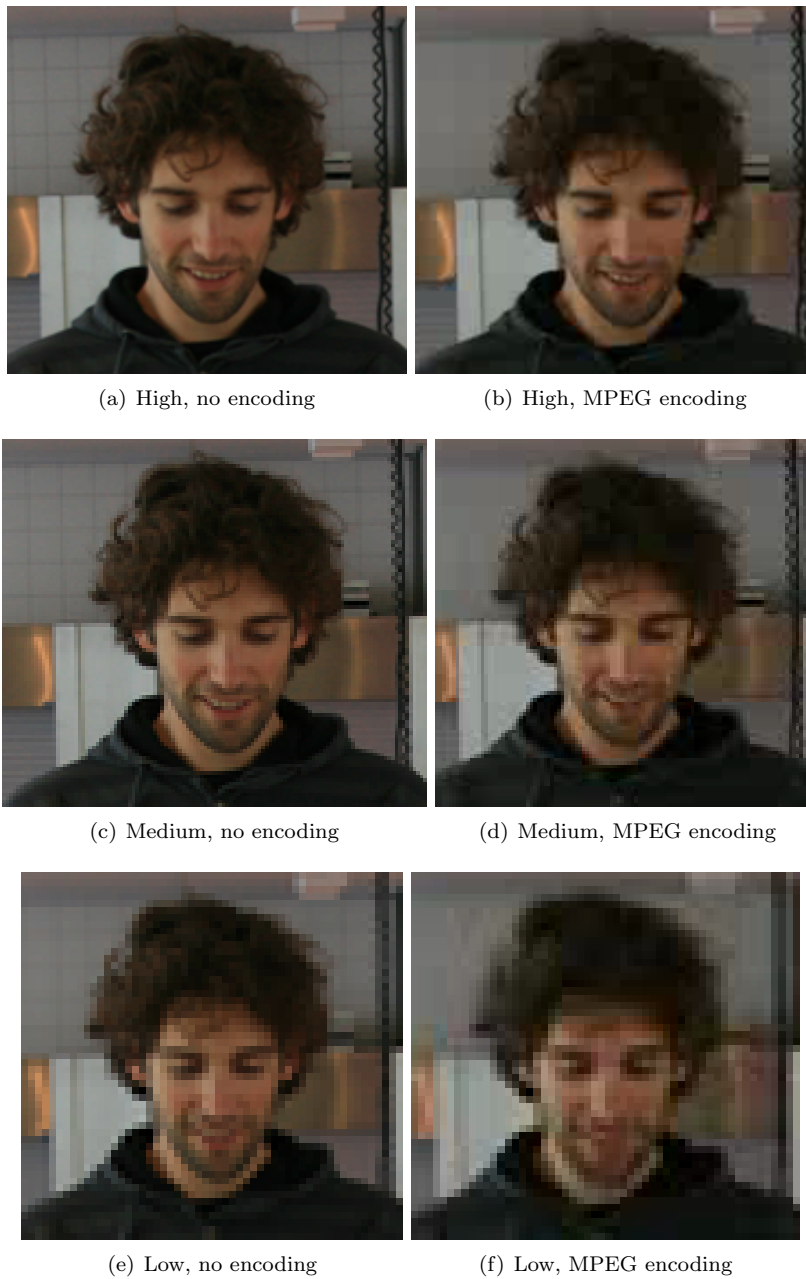 (a) High, no encoding
(b) High, MPEG encoding
(c) Medium, no encoding
(d) Medium, MPEG encoding
(e) Low, no encoding
(f) Low, MPEG encoding